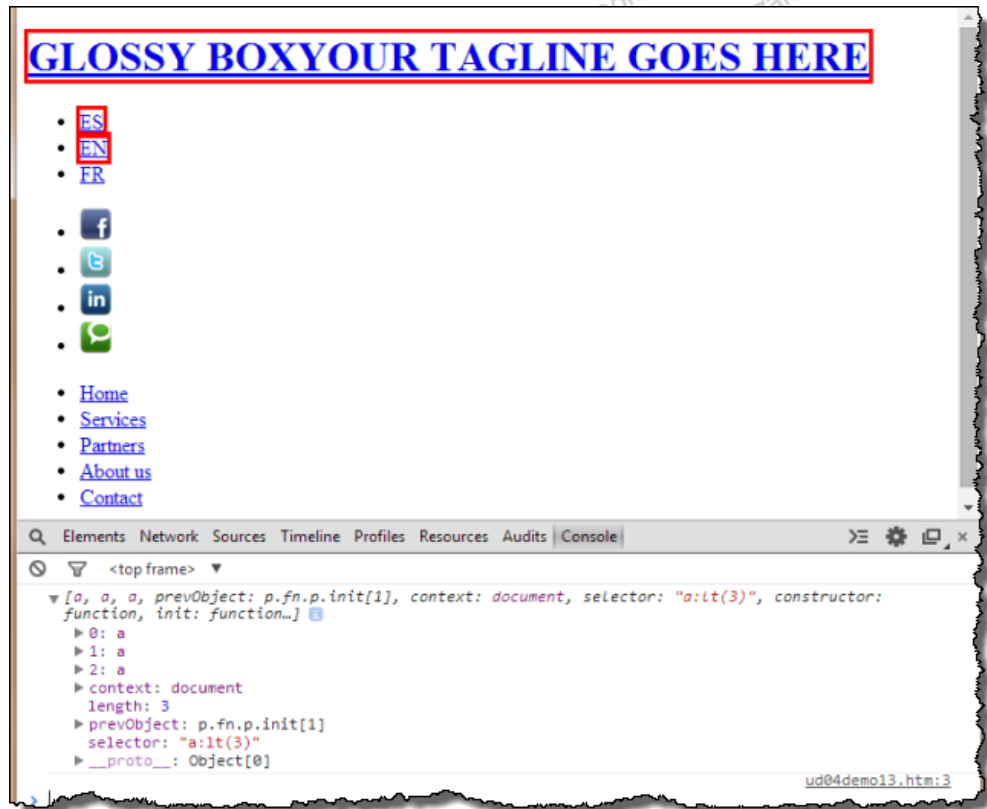 GLOSSY BOXYOUR TAGLINE GOES HERE
ES
EN
FR
f
in
Home
Services
Partners
About us
Contact
Elements Network Sources Timeline Profiles Resources Audits Console
<top frame> ▼
[a, a, a, prevObject: p.fn.p.init[1], context: document, selector: "a:lt(3)", constructor:
function, init: function…]
0: a
1: a
2: a
context: document
length: 3
prevObject: p.fn.p.init[1]
selector: "a:lt(3)"
__proto__: Object[0]
ud04demo13.htm:3